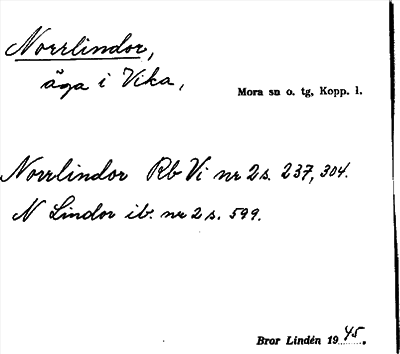 Norrlindor,
äga i Vika,
Mora sn o. tg, Kopp. l.
Norrlindor Rb Vi nr 2 s. 237, 304.
N Lindor ib. nr 2 s. 599.
Bror Lindén 1945.